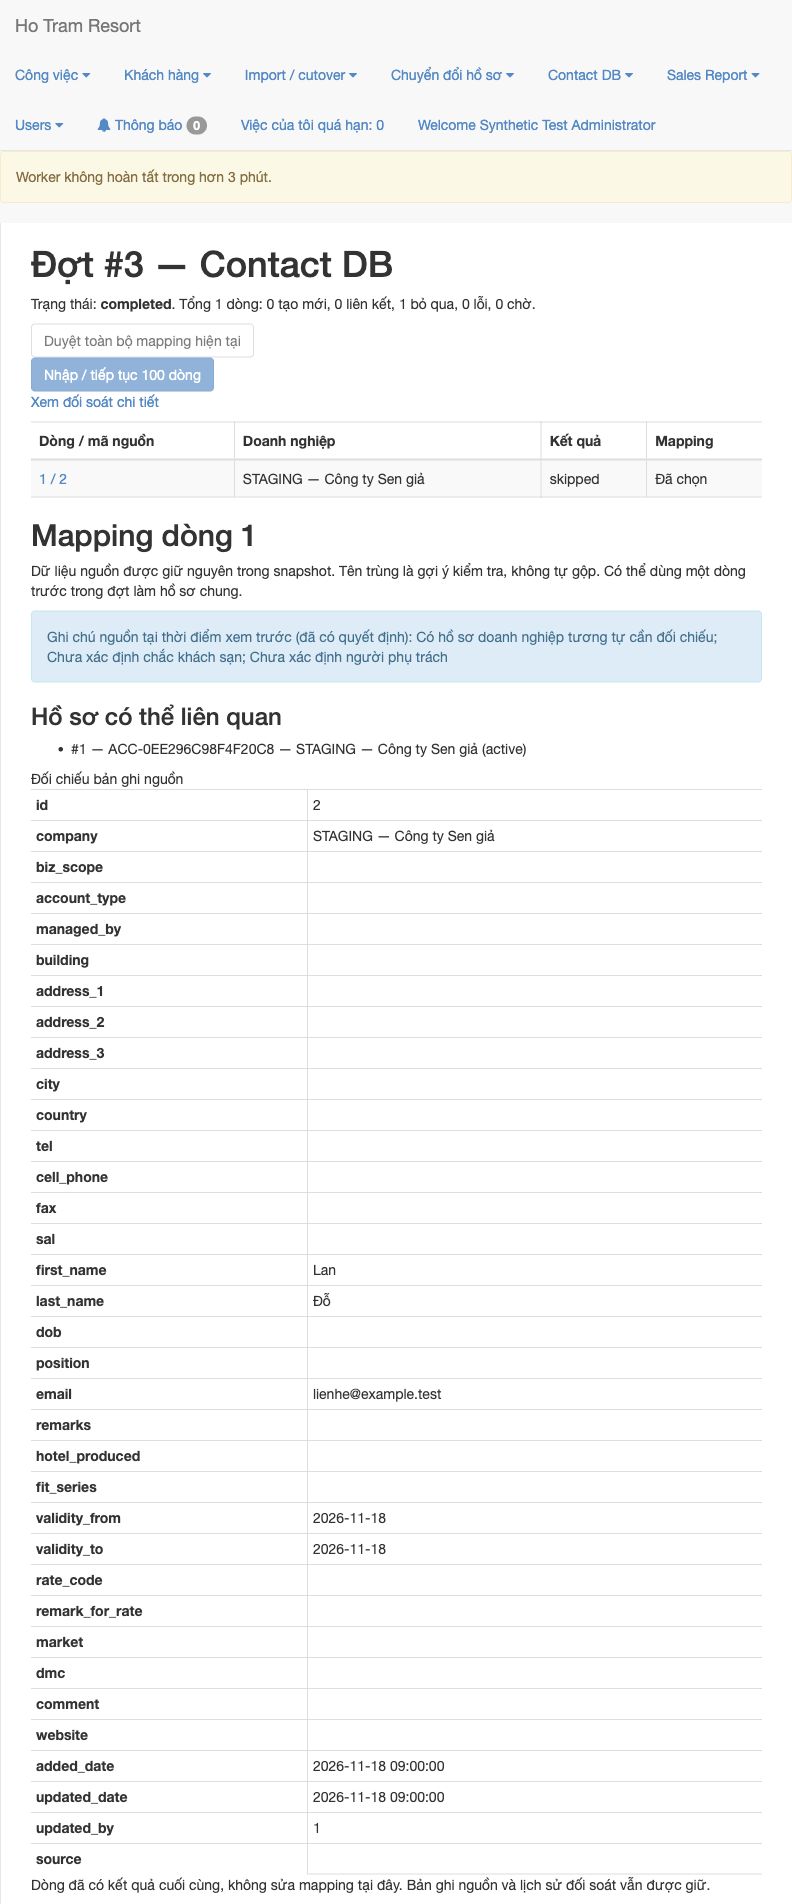 Ho Tram Resort
Công việc Khách hàng Import / cutover Chuyển đổi hồ sơ Contact DB Sales Report
Users Thông báo 0 Việc của tôi quá hạn: 0 Welcome Synthetic Test Administrator
Worker không hoàn tất trong hơn 3 phút.
Đợt #3 — Contact DB
Trạng thái: completed. Tổng 1 dòng: 0 tạo mới, 0 liên kết, 1 bỏ qua, 0 lỗi, 0 chờ.
Duyệt toàn bộ mapping hiện tại
Nhập / tiếp tục 100 dòng
Xem đối soát chi tiết
Dòng / mã nguồn Doanh nghiệp Kết quả Mapping
1 / 2 STAGING — Công ty Sen giả skipped Đã chọn
Mapping dòng 1
Dữ liệu nguồn được giữ nguyên trong snapshot. Tên trùng là gợi ý kiểm tra, không tự gộp. Có thể dùng một dòng
trước trong đợt làm hồ sơ chung.
Ghi chú nguồn tại thời điểm xem trước (đã có quyết định): Có hồ sơ doanh nghiệp tương tự cần đối chiếu;
Chưa xác định chắc khách sạn; Chưa xác định người phụ trách
Hồ sơ có thể liên quan
• #1 — ACC-0EE296C98F4F20C8 — STAGING — Công ty Sen giả (active)
Đối chiếu bản ghi nguồn
id 2
company STAGING — Công ty Sen giả
biz_scope
account_type
managed_by
building
address_1
address_2
address_3
city
country
tel
cell_phone
fax
sal
first_name Lan
last_name Đỗ
dob
position
email lienhe@example.test
remarks
hotel_produced
fit_series
validity_from 2026-11-18
validity_to 2026-11-18
rate_code
remark_for_rate
market
dmc
comment
website
added_date 2026-11-18 09:00:00
updated_date 2026-11-18 09:00:00
updated_by 1
source
Dòng đã có kết quả cuối cùng, không sửa mapping tại đây. Bản ghi nguồn và lịch sử đối soát vẫn được giữ.